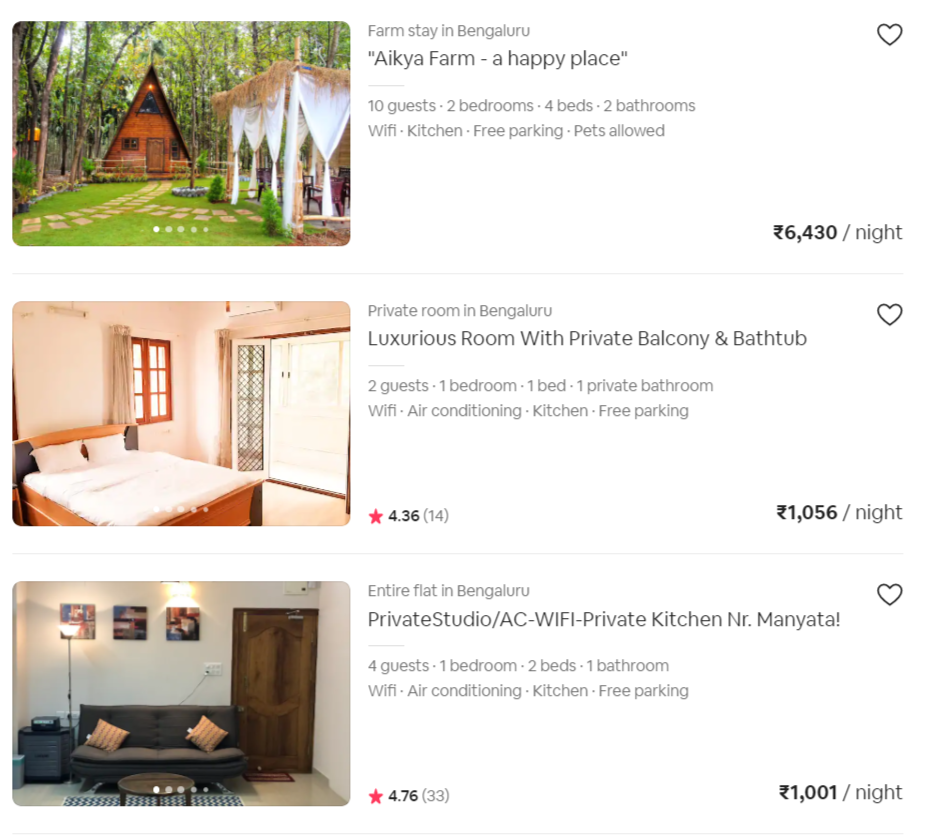 Farm stay in Bengaluru
"Aikya Farm - a happy place"
10 guests · 2 bedrooms · 4 beds · 2 bathrooms
Wifi · Kitchen · Free parking · Pets allowed
₹6,430 / night
Private room in Bengaluru
Luxurious Room With Private Balcony & Bathtub
2 guests · 1 bedroom · 1 bed · 1 private bathroom
Wifi · Air conditioning · Kitchen · Free parking
4.36 (14)
₹1,056 / night
Entire flat in Bengaluru
PrivateStudio/AC-WIFI-Private Kitchen Nr. Manyata!
4 guests · 1 bedroom · 2 beds · 1 bathroom
Wifi · Air conditioning · Kitchen · Free parking
4.76 (33)
₹1,001 / night